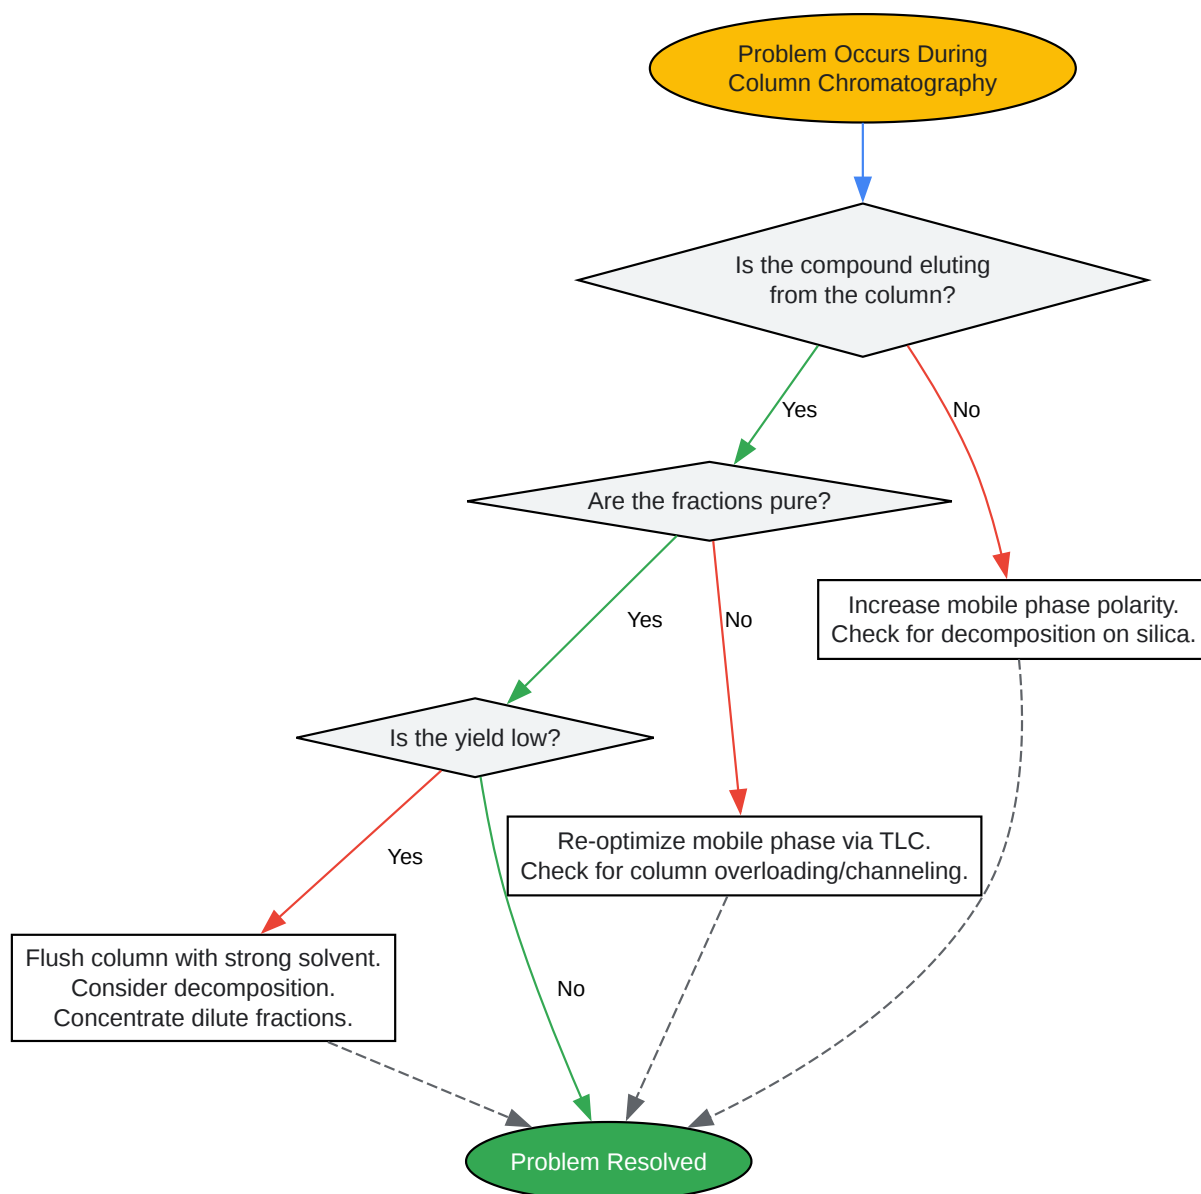 Problem Occurs During
Column Chromatography
Is the compound eluting
from the column?
Yes
No
Are the fractions pure?
Increase mobile phase polarity.
Check for decomposition on silica.
Yes
No
Is the yield low?
Re-optimize mobile phase via TLC.
Check for column overloading/channeling.
Yes
Flush column with strong solvent.
Consider decomposition.
Concentrate dilute fractions.
No
Problem Resolved